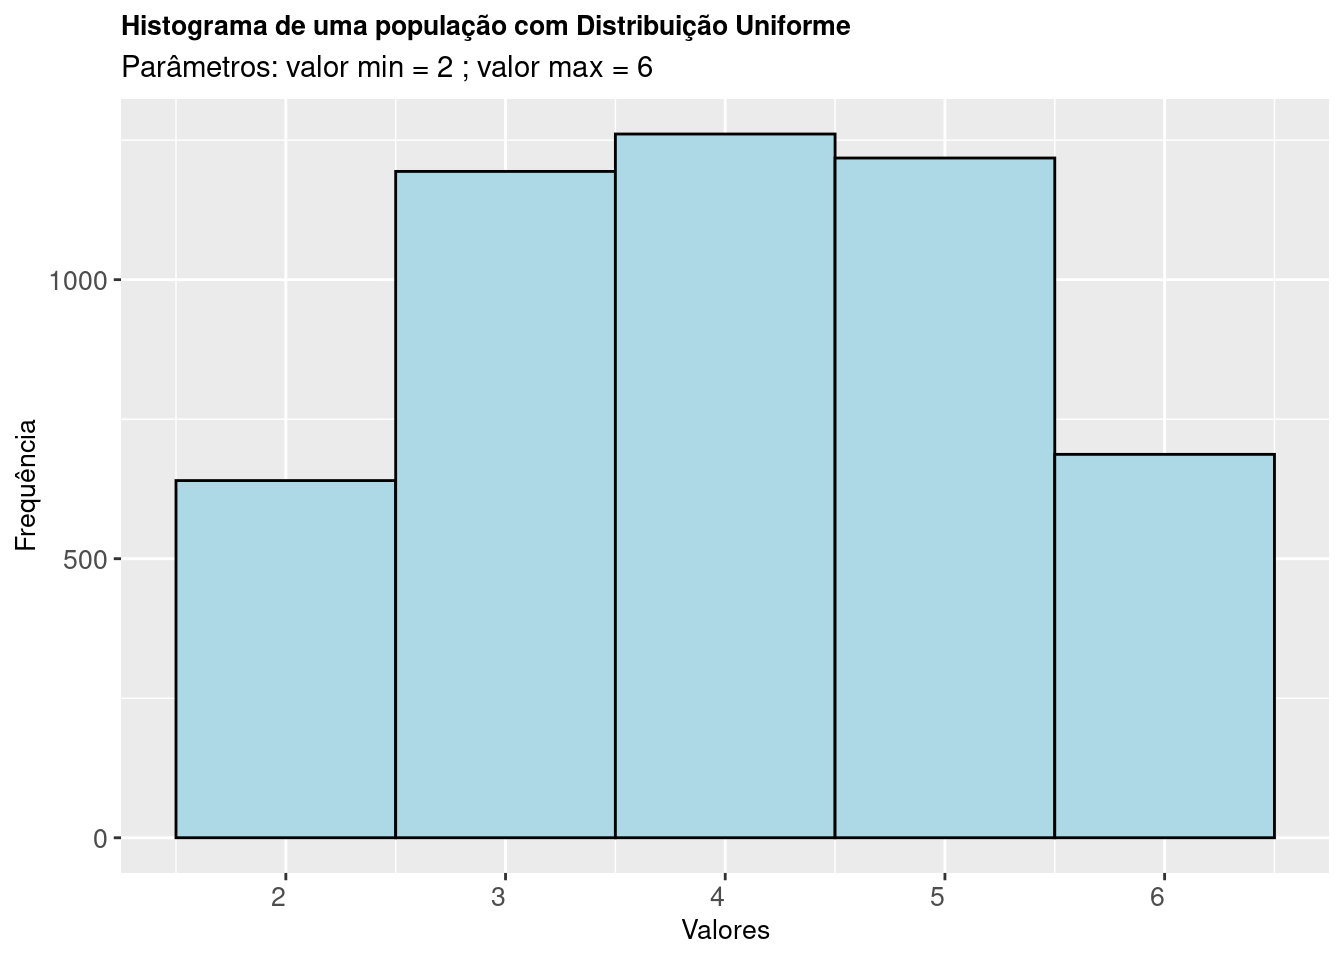 Histograma de uma população com Distribuição Uniforme
Parâmetros: valor min = 2 ; valor max = 6
Frequência
1000
500
0
2 3 4 5 6
Valores